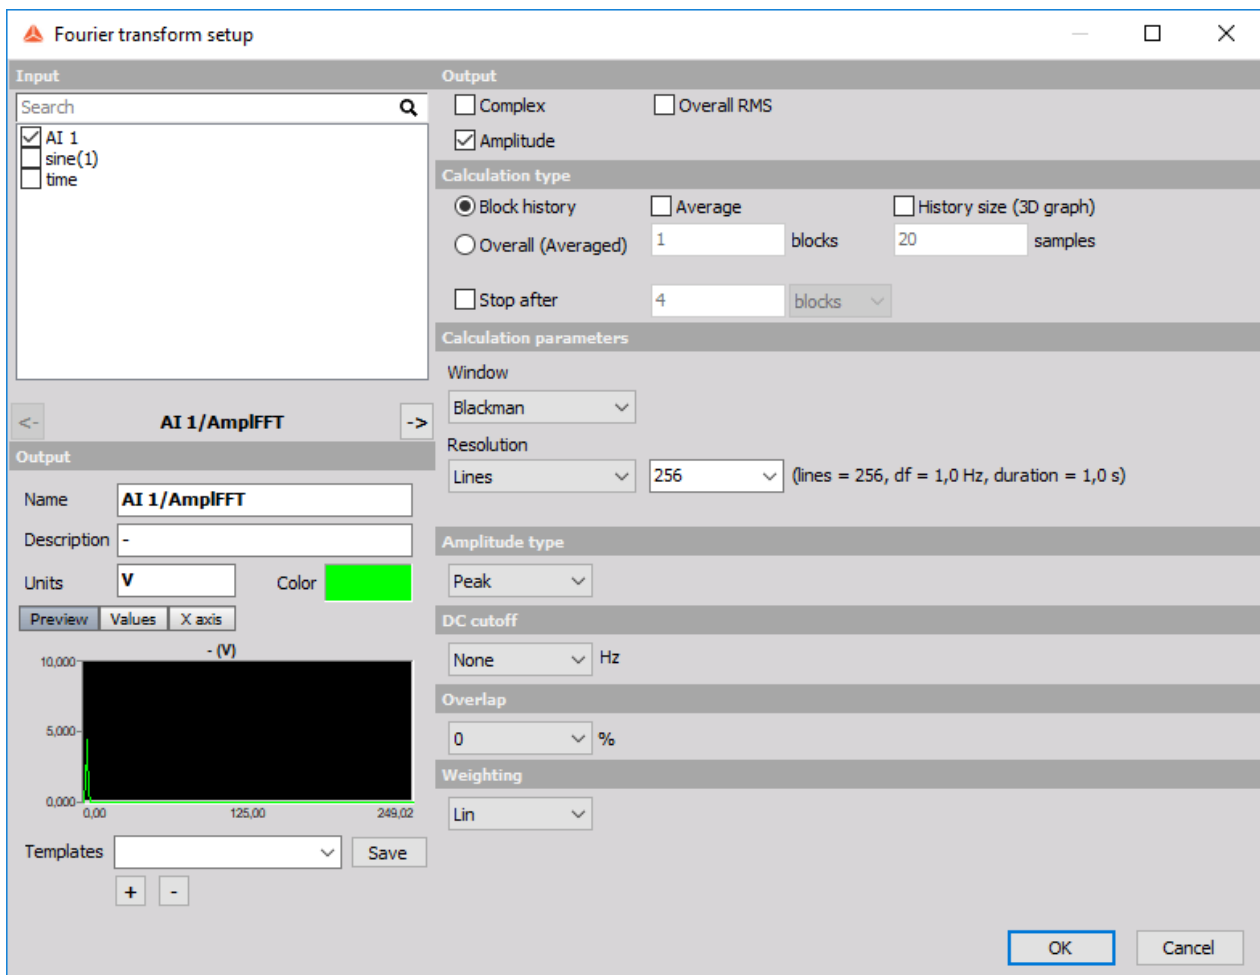 Fourier transform setup
Input
Search
AI 1
sine(1)
time
<- AI 1/AmplFFT ->
Output
Name AI 1/AmplFFT
Description -
Units V Color
Preview Values X axis
- (V)
10,000
5,000
0,000
0,00 125,00 249,02
Templates Save
+ -
Output
Complex Overall RMS
Amplitude
Calculation type
Block history Average History size (3D graph)
Overall (Averaged) 1 blocks 20 samples
Stop after 4 blocks
Calculation parameters
Window
Blackman
Resolution
Lines 256 (lines = 256, df = 1,0 Hz, duration = 1,0 s)
Amplitude type
Peak
DC cutoff
None Hz
Overlap
0 %
Weighting
Lin
OK Cancel